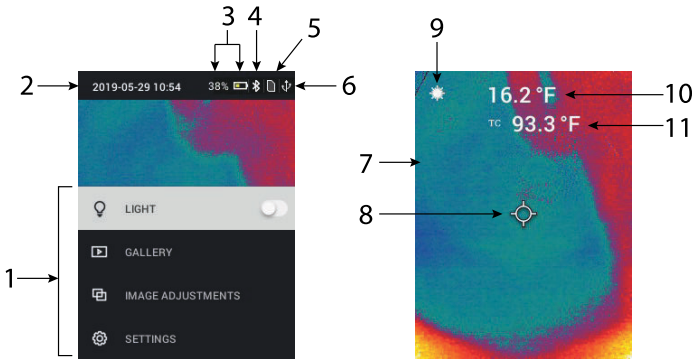 3 4 5
2 2019-05-29 10:54 38% 6
1
LIGHT
GALLERY
IMAGE ADJUSTMENTS
SETTINGS
9
16.2 °F 10
TC 93.3 °F 11
7
8